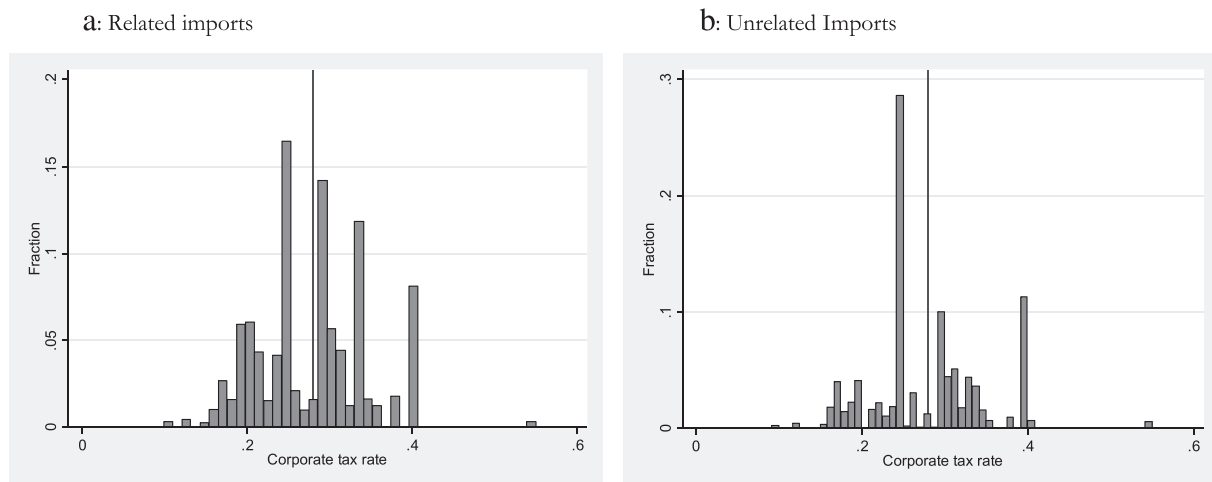 a: Related imports
b: Unrelated Imports
.2
.15
.1
.05
0
Fraction
0
.2
.4
.6
Corporate tax rate
.3
.2
.1
0
Fraction
0
.2
.4
.6
Corporate tax rate